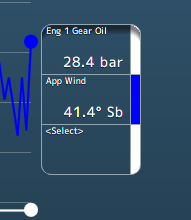 Eng 1 Gear Oil
28.4 bar
App Wind
41.4° Sb
<Select>